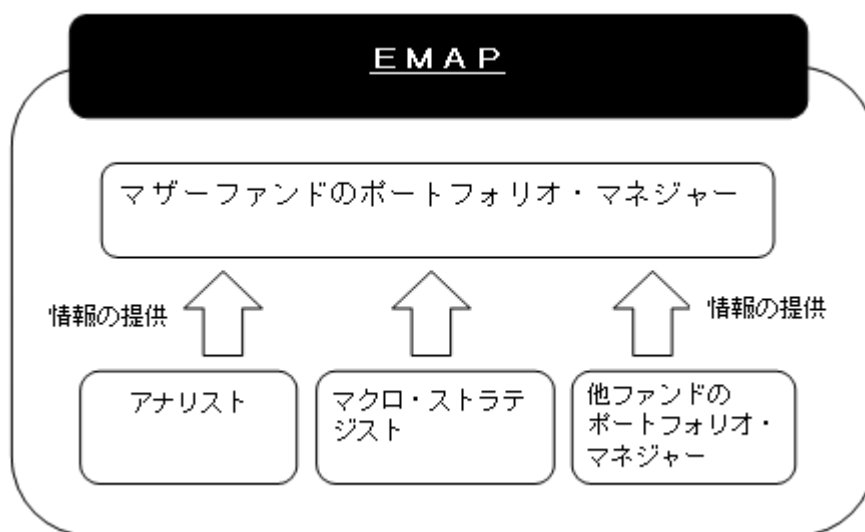 EMAP
マザーファンドのポートフォリオ・マネジャー
情報の提供
情報の提供
アナリスト
マクロ・ストラテ
ジスト
他ファンドの
ポートフォリオ・
マネジャー